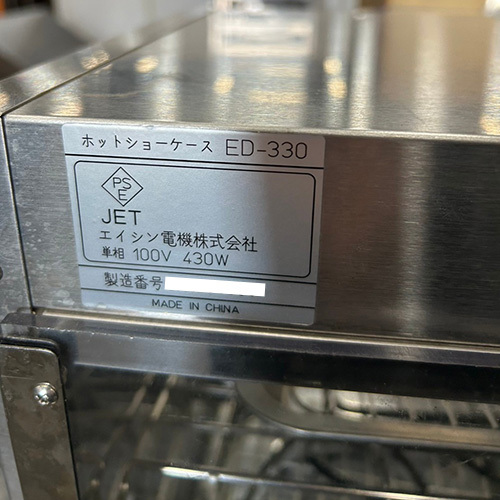 ホットショーケース ED-330
PS
E
JET
エイシン電機株式会社
単相 100V 430W
製造番号
MADE IN CHINA